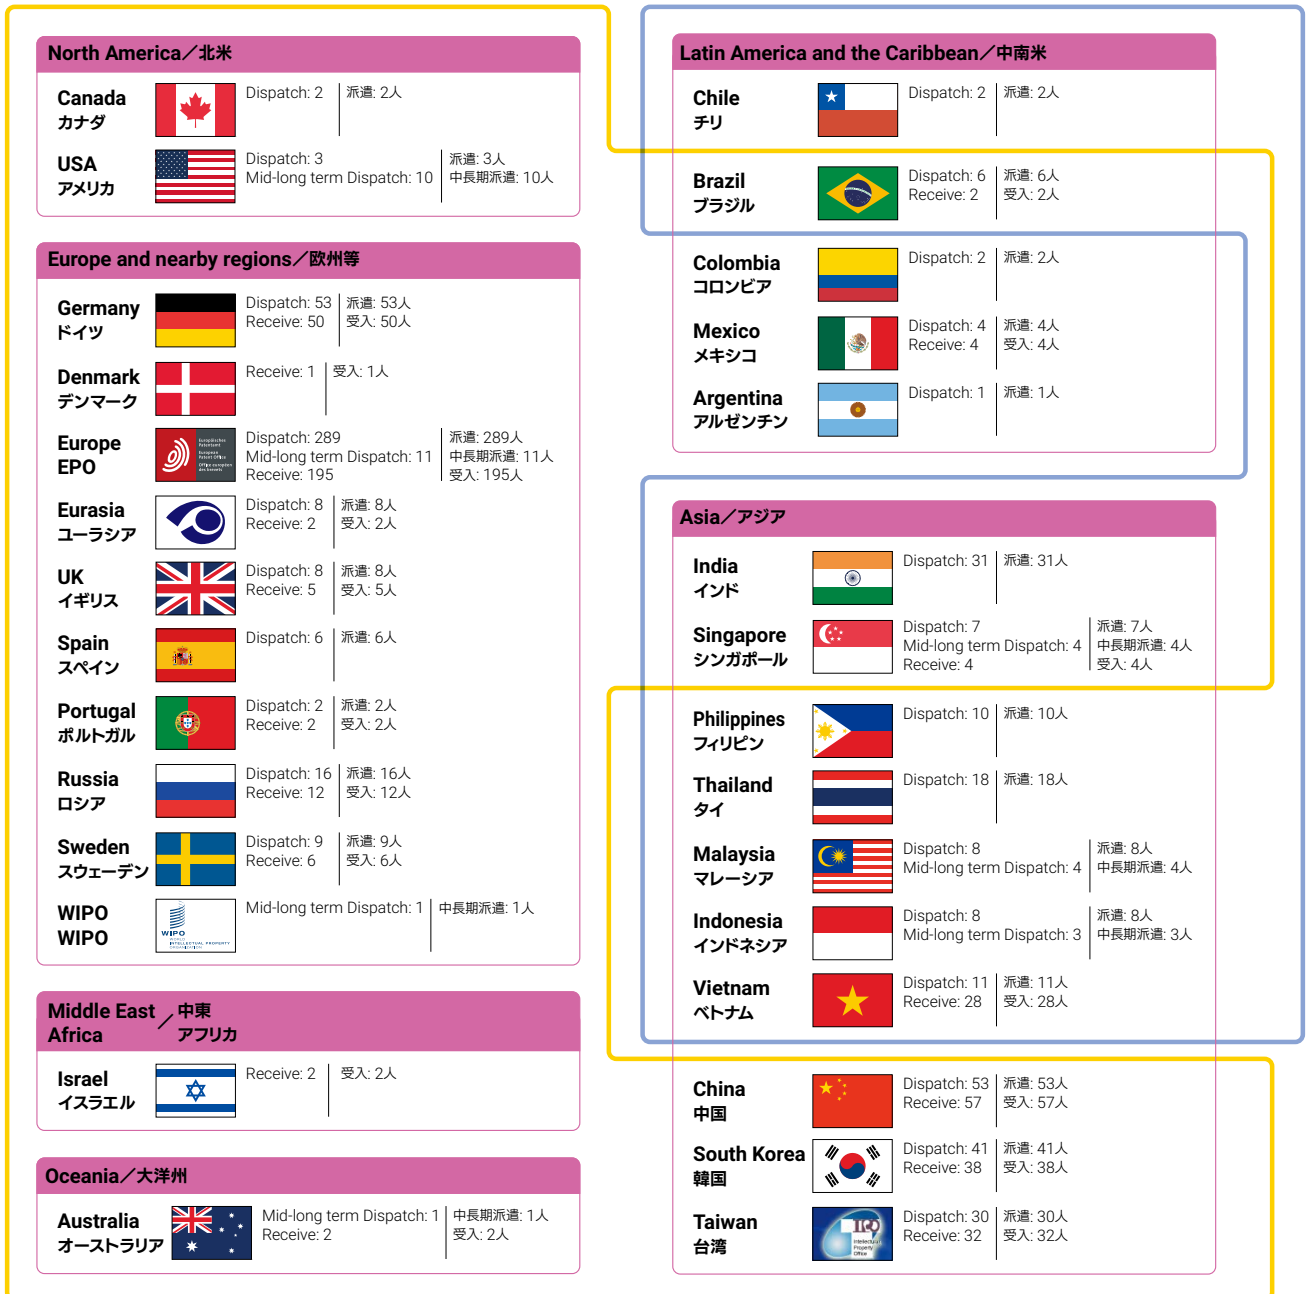 North America／北米
Canada
カナダ
Dispatch: 2
派遣: 2人
USA
アメリカ
Dispatch: 3
Mid-long term Dispatch: 10
派遣: 3人
中長期派遣: 10人
Europe and nearby regions／欧州等
Germany
ドイツ
Dispatch: 53
Receive: 50
派遣: 53人
受入: 50人
Denmark
デンマーク
Receive: 1
受入: 1人
Europe
EPO
Europäisches
Patentamt
European
Patent Office
Office européen
des brevets
Dispatch: 289
Mid-long term Dispatch: 11
Receive: 195
派遣: 289人
中長期派遣: 11人
受入: 195人
Eurasia
ユーラシア
Dispatch: 8
Receive: 2
派遣: 8人
受入: 2人
UK
イギリス
Dispatch: 8
Receive: 5
派遣: 8人
受入: 5人
Spain
スペイン
Dispatch: 6
派遣: 6人
Portugal
ポルトガル
Dispatch: 2
Receive: 2
派遣: 2人
受入: 2人
Russia
ロシア
Dispatch: 16
Receive: 12
派遣: 16人
受入: 12人
Sweden
スウェーデン
Dispatch: 9
Receive: 6
派遣: 9人
受入: 6人
WIPO
WIPO
WIPO
WORLD
INTELLECTUAL PROPERTY
ORGANIZATION
Mid-long term Dispatch: 1
中長期派遣: 1人
Middle East
Africa
／
中東
アフリカ
Israel
イスラエル
Receive: 2
受入: 2人
Oceania／大洋州
Australia
オーストラリア
Mid-long term Dispatch: 1
Receive: 2
中長期派遣: 1人
受入: 2人
Latin America and the Caribbean／中南米
Chile
チリ
Dispatch: 2
派遣: 2人
Brazil
ブラジル
Dispatch: 6
Receive: 2
派遣: 6人
受入: 2人
Colombia
コロンビア
Dispatch: 2
派遣: 2人
Mexico
メキシコ
Dispatch: 4
Receive: 4
派遣: 4人
受入: 4人
Argentina
アルゼンチン
Dispatch: 1
派遣: 1人
Asia／アジア
India
インド
Dispatch: 31
派遣: 31人
Singapore
シンガポール
Dispatch: 7
Mid-long term Dispatch: 4
Receive: 4
派遣: 7人
中長期派遣: 4人
受入: 4人
Philippines
フィリピン
Dispatch: 10
派遣: 10人
Thailand
タイ
Dispatch: 18
派遣: 18人
Malaysia
マレーシア
Dispatch: 8
Mid-long term Dispatch: 4
派遣: 8人
中長期派遣: 4人
Indonesia
インドネシア
Dispatch: 8
Mid-long term Dispatch: 3
派遣: 8人
中長期派遣: 3人
Vietnam
ベトナム
Dispatch: 11
Receive: 28
派遣: 11人
受入: 28人
China
中国
Dispatch: 53
Receive: 57
派遣: 53人
受入: 57人
South Korea
韓国
Dispatch: 41
Receive: 38
派遣: 41人
受入: 38人
Taiwan
台湾
Intellectual
Property
Office
Dispatch: 30
Receive: 32
派遣: 30人
受入: 32人